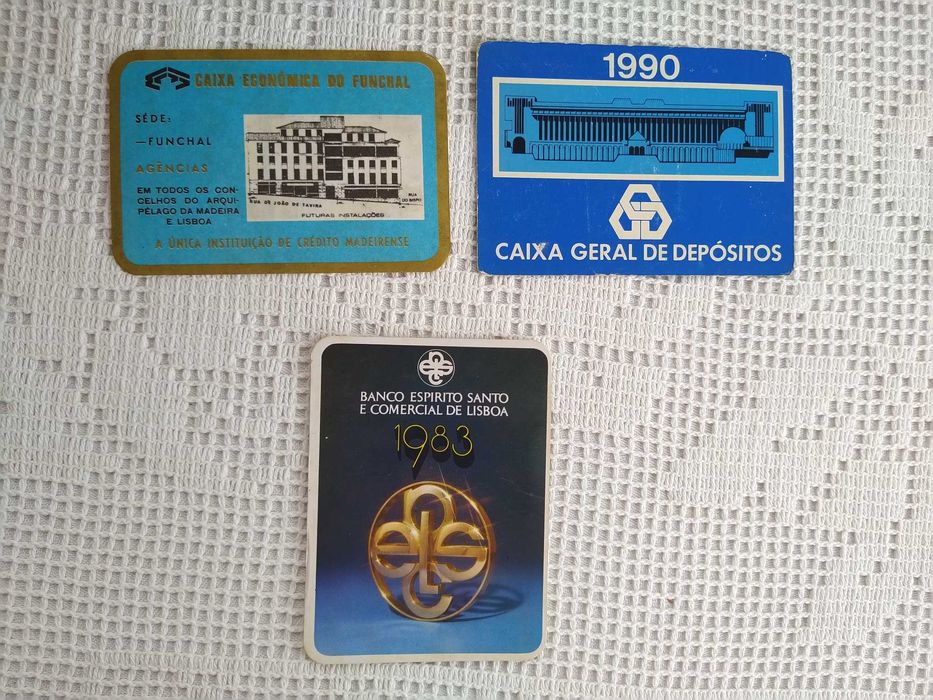 CAIXA ECONÓMICA DO FUNCHAL
SÉDE:
—FUNCHAL
AGÊNCIAS
EM TODOS OS CON-
CELHOS DO ARQUI-
PÉLAGO DA MADEIRA
E LISBOA
RUA DE JOÃO DE TAVIRA
RUA
DO BISPO
FUTURAS INSTALAÇÕES
A ÚNICA INSTITUIÇÃO DE CRÉDITO MADEIRENSE
1990
CAIXA GERAL DE DEPÓSITOS
BANCO ESPIRITO SANTO
E COMERCIAL DE LISBOA
1983